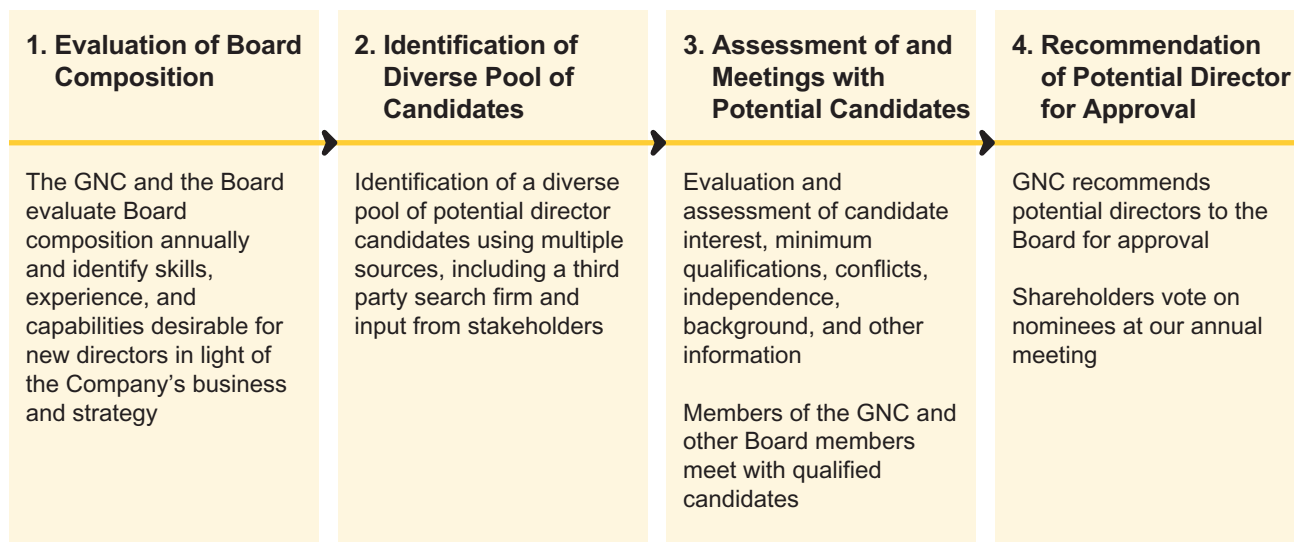 1. Evaluation of Board
Composition
The GNC and the Board
evaluate Board
composition annually
and identify skills,
experience, and
capabilities desirable for
new directors in light of
the Company’s business
and strategy
2. Identification of
Diverse Pool of
Candidates
Identification of a diverse
pool of potential director
candidates using multiple
sources, including a third
party search firm and
input from stakeholders
3. Assessment of and
Meetings with
Potential Candidates
Evaluation and
assessment of candidate
interest, minimum
qualifications, conflicts,
independence,
background, and other
information
Members of the GNC and
other Board members
meet with qualified
candidates
4. Recommendation
of Potential Director
for Approval
GNC recommends
potential directors to the
Board for approval
Shareholders vote on
nominees at our annual
meeting